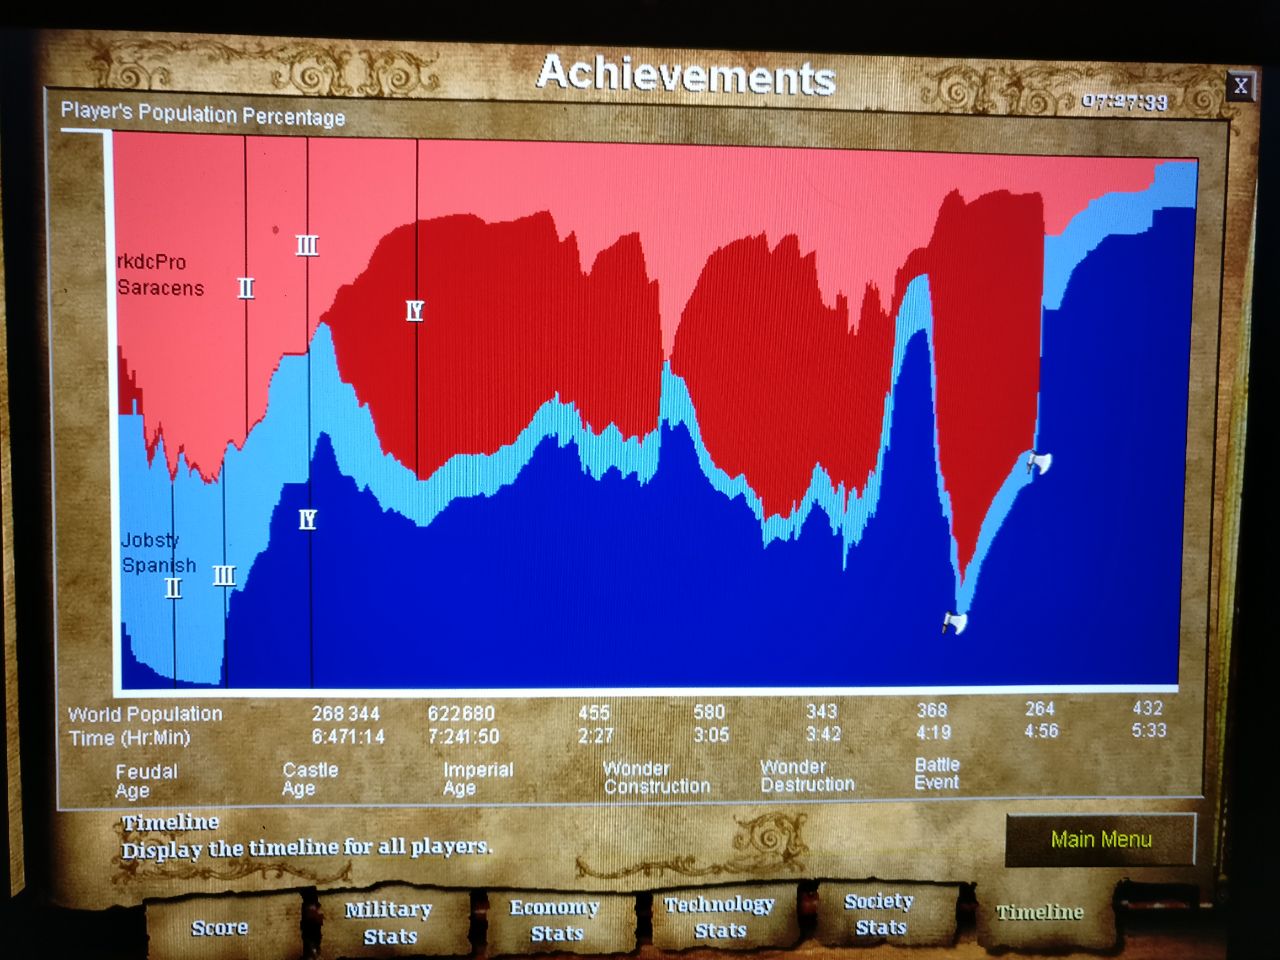 Achievements
X
07:27:33
Player's Population Percentage
rkdcPro
Saracens
II
III
IV
Jobsty
Spanish
II
III
IV
World Population 268 344 622680 455 580 343 368 264 432
Time (Hr:Min) 6:471:14 7:241:50 2:27 3:05 3:42 4:19 4:56 5:33
Feudal Age
Castle Age
Imperial Age
Wonder Construction
Wonder Destruction
Battle Event
Timeline
Display the timeline for all players.
Main Menu
Score
Military Stats
Economy Stats
Technology Stats
Society Stats
Timeline